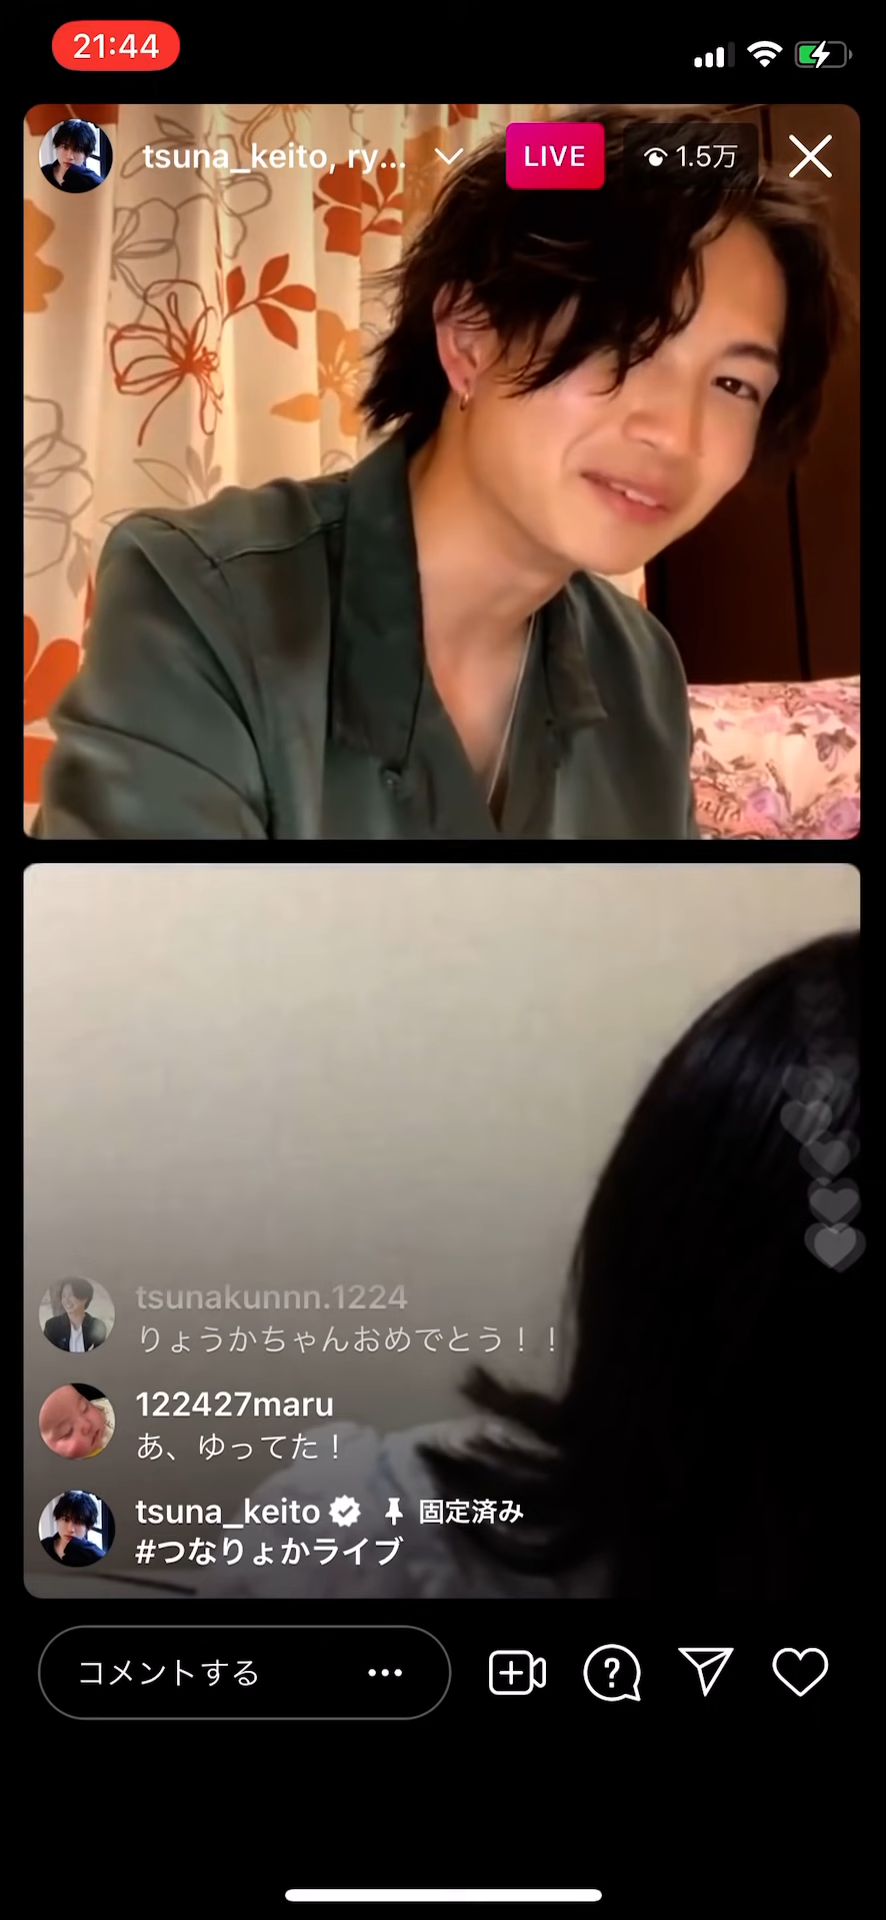 21:44
tsuna_keito, ry...
LIVE
1.5万
tsunakunnn.1224
りょうかちゃんおめでとう！！
122427maru
あ、ゆってた！
tsuna_keito 固定済み
#つなりょかライブ
コメントする